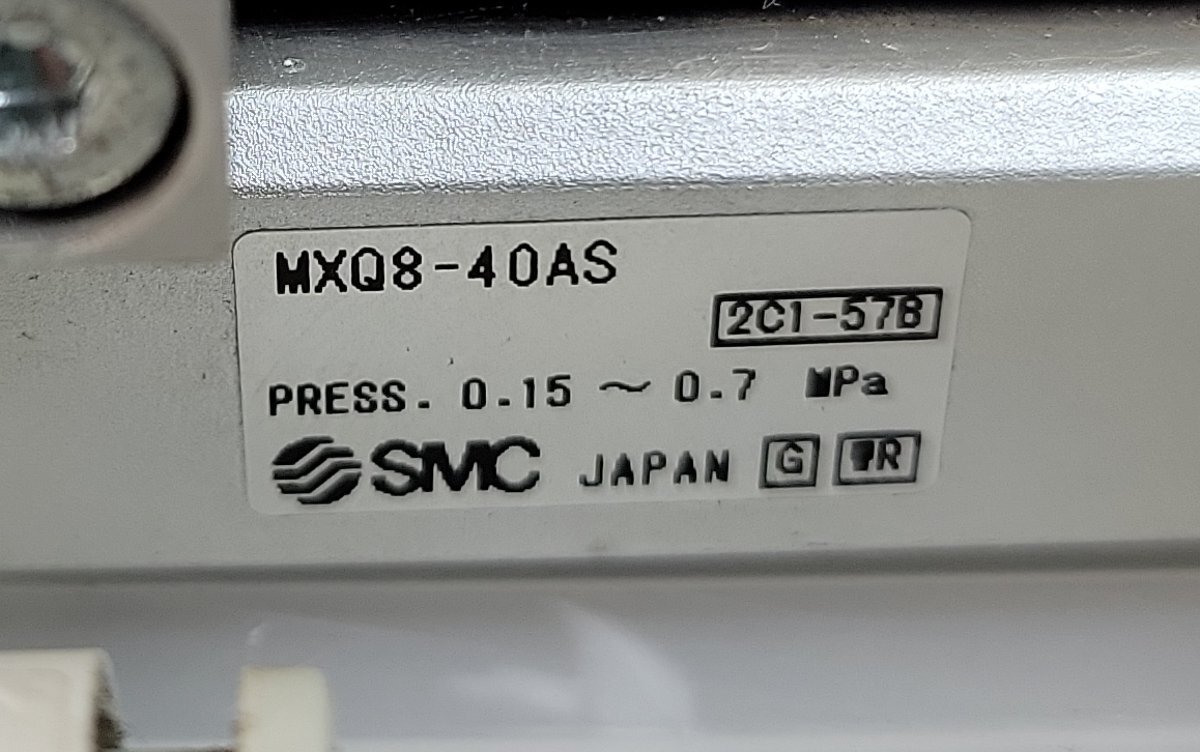 MXQ8-40AS
2C1-57B
PRESS. 0.15 ～ 0.7 MPa
SMC JAPAN G